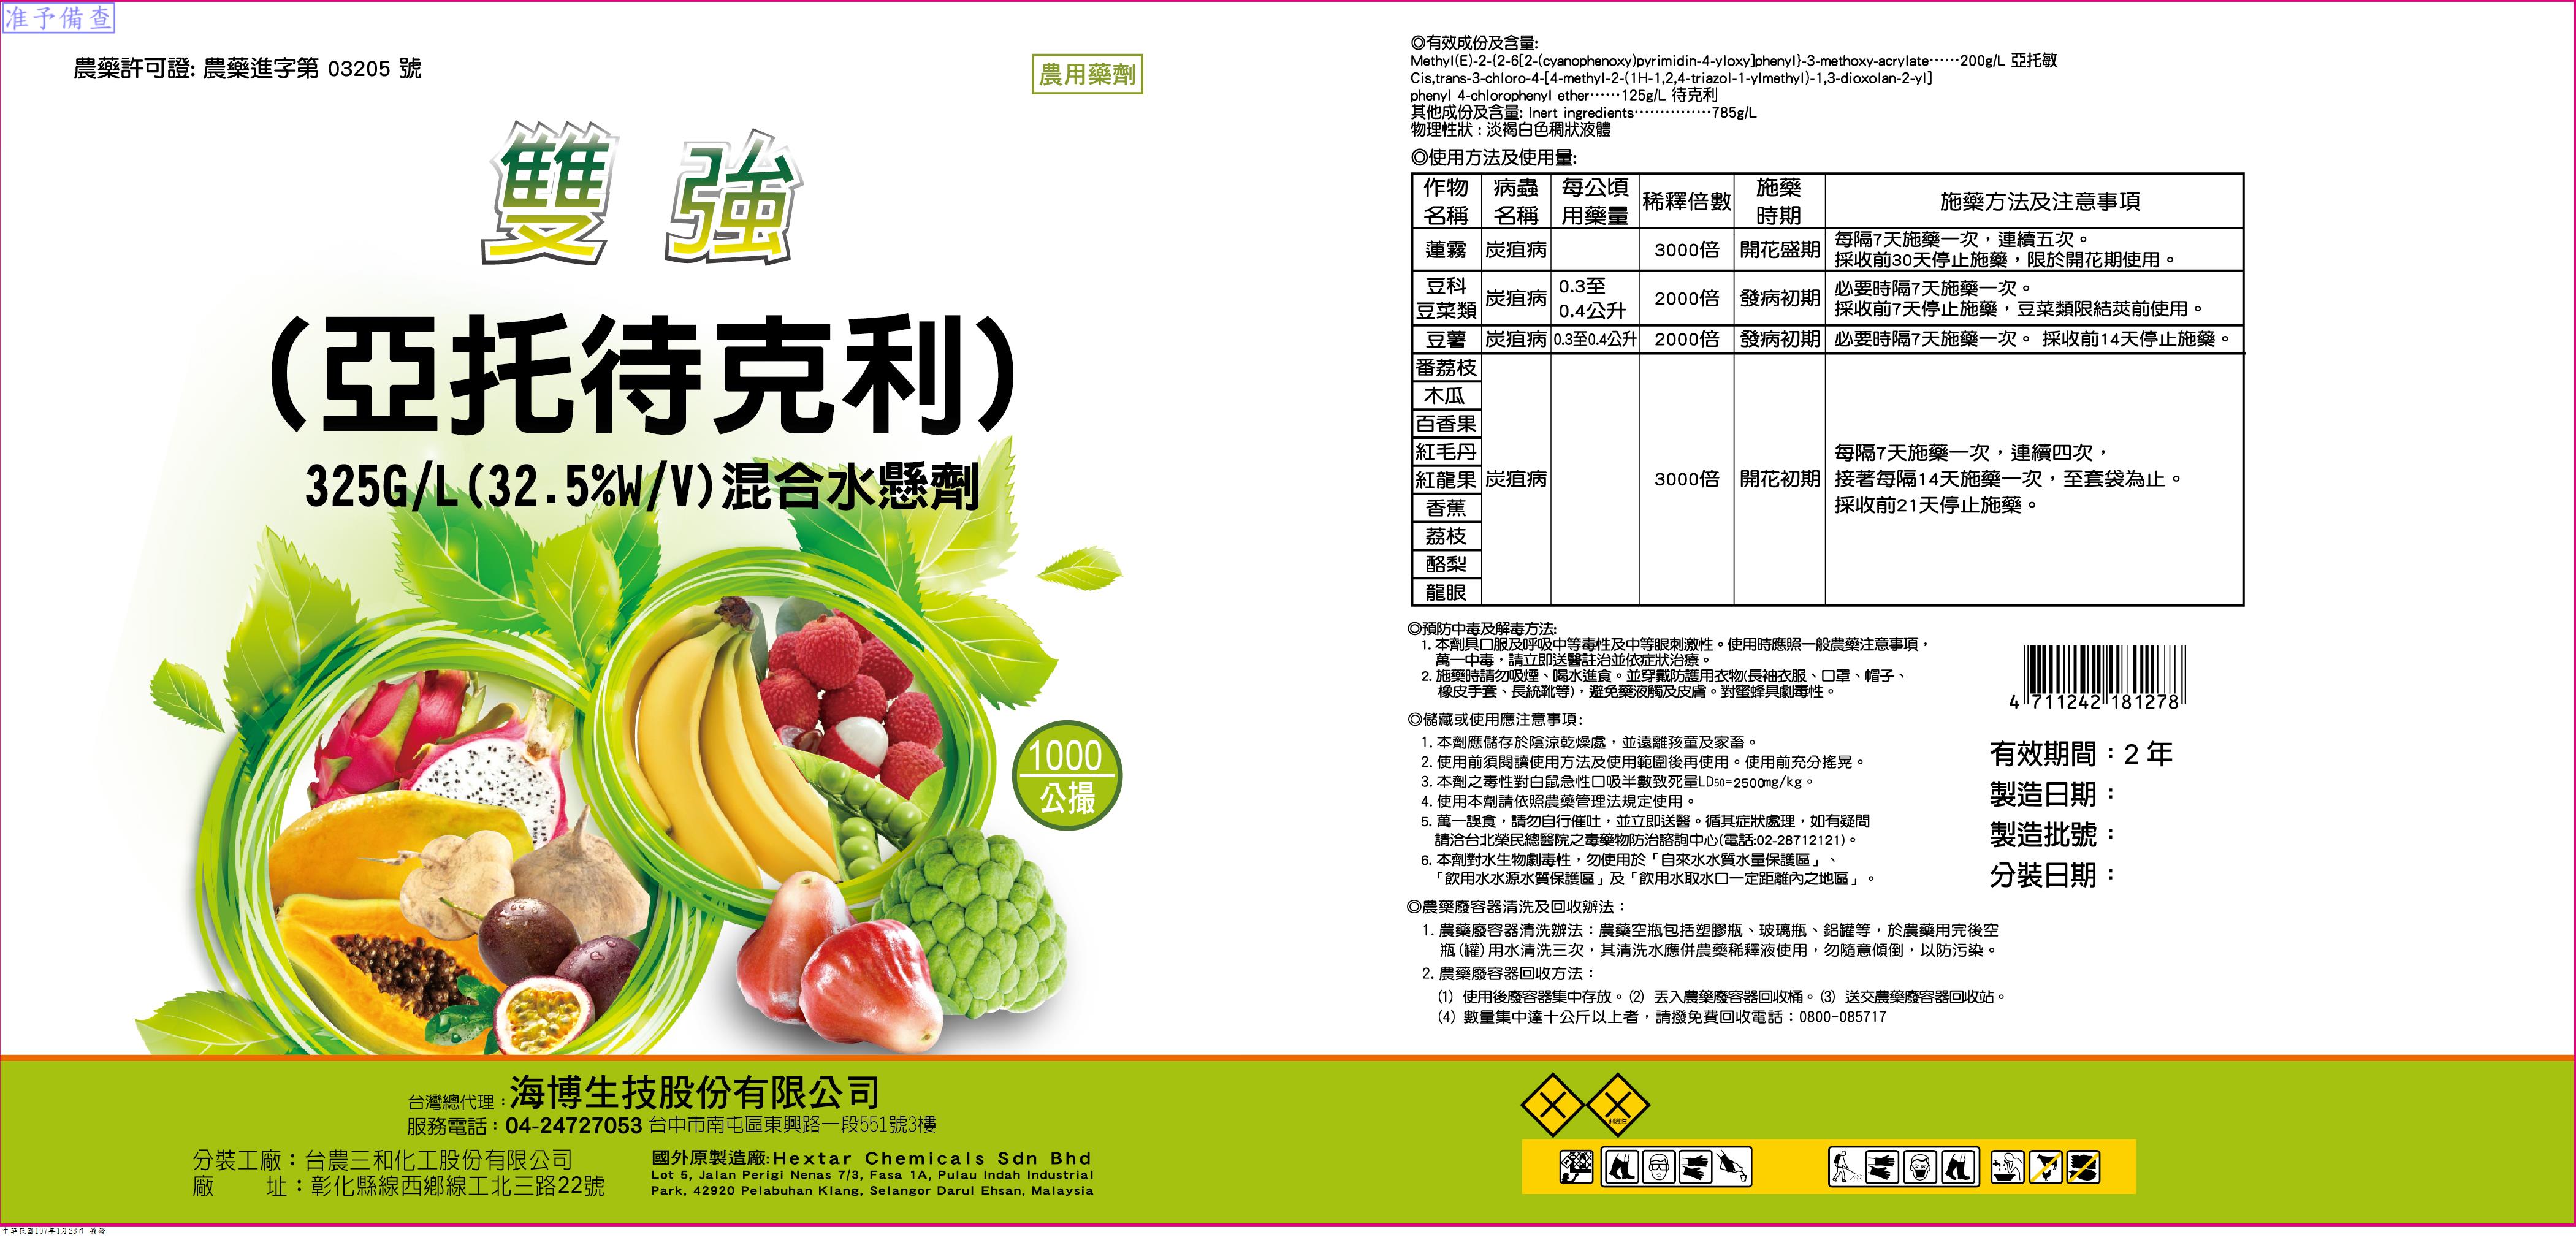 准予備查
農藥許可證: 農藥進字第 03205 號
農用藥劑
雙 強
(亞托待克利)
325G/L(32.5%W/V)混合水懸劑
1000
公撮
台灣總代理：海博生技股份有限公司
服務電話：04-24727053 台中市南屯區東興路一段551號3樓
分裝工廠：台農三和化工股份有限公司
廠　　址：彰化縣線西鄉線工北三路22號
國外原製造廠:Hextar Chemicals Sdn Bhd
Lot 5, Jalan Perigi Nenas 7/3, Fasa 1A, Pulau Indah Industrial
Park, 42920 Pelabuhan Klang, Selangor Darul Ehsan, Malaysia
◎有效成份及含量:
Methyl(E)-2-{2-6[2-(cyanophenoxy)pyrimidin-4-yloxy]phenyl}-3-methoxy-acrylate……200g/L 亞托敏
Cis,trans-3-chloro-4-[4-methyl-2-(1H-1,2,4-triazol-1-ylmethyl)-1,3-dioxolan-2-yl]
phenyl 4-chlorophenyl ether……125g/L 待克利
其他成份及含量: Inert ingredients……………785g/L
物理性狀 : 淡褐白色稠狀液體
◎使用方法及使用量:
作物名稱 病蟲名稱 每公頃用藥量 稀釋倍數 施藥時期 施藥方法及注意事項
蓮霧 炭疽病 3000倍 開花盛期 每隔7天施藥一次，連續五次。
採收前30天停止施藥，限於開花期使用。
豆科豆菜類 炭疽病 0.3至0.4公升 2000倍 發病初期 必要時隔7天施藥一次。
採收前7天停止施藥，豆菜類限結莢前使用。
豆薯 炭疽病 0.3至0.4公升 2000倍 發病初期 必要時隔7天施藥一次。 採收前14天停止施藥。
番荔枝
木瓜
百香果
紅毛丹
紅龍果 炭疽病 3000倍 開花初期 每隔7天施藥一次，連續四次，
接著每隔14天施藥一次，至套袋為止。
採收前21天停止施藥。
香蕉
荔枝
酪梨
龍眼
◎預防中毒及解毒方法:
1. 本劑具口服及呼吸中等毒性及中等眼刺激性。使用時應照一般農藥注意事項，
萬一中毒，請立即送醫註治並依症狀治療。
2. 施藥時請勿吸煙、喝水進食。並穿戴防護用衣物(長袖衣服、口罩、帽子、
橡皮手套、長統靴等)，避免藥液觸及皮膚。對蜜蜂具劇毒性。
◎儲藏或使用應注意事項:
1. 本劑應儲存於陰涼乾燥處，並遠離孩童及家畜。
2. 使用前須閱讀使用方法及使用範圍後再使用。使用前充分搖晃。
3. 本劑之毒性對白鼠急性口吸半數致死量LD50=2500mg/kg。
4. 使用本劑請依照農藥管理法規定使用。
5. 萬一誤食，請勿自行催吐，並立即送醫。循其症狀處理，如有疑問
請洽台北榮民總醫院之毒藥物防治諮詢中心(電話:02-28712121)。
6. 本劑對水生物劇毒性，勿使用於「自來水水質水量保護區」、
「飲用水水源水質保護區」及「飲用水取水口一定距離內之地區」。
◎農藥廢容器清洗及回收辦法：
1. 農藥廢容器清洗辦法：農藥空瓶包括塑膠瓶、玻璃瓶、鋁罐等，於農藥用完後空
瓶(罐)用水清洗三次，其清洗水應併農藥稀釋液使用，勿隨意傾倒，以防污染。
2. 農藥廢容器回收方法：
(1) 使用後廢容器集中存放。(2) 丟入農藥廢容器回收桶。(3) 送交農藥廢容器回收站。
(4) 數量集中達十公斤以上者，請撥免費回收電話：0800-085717
4 711242 181278
有效期間：2 年
製造日期：
製造批號：
分裝日期：
刺激性
中華民國107年1月23日 簽發